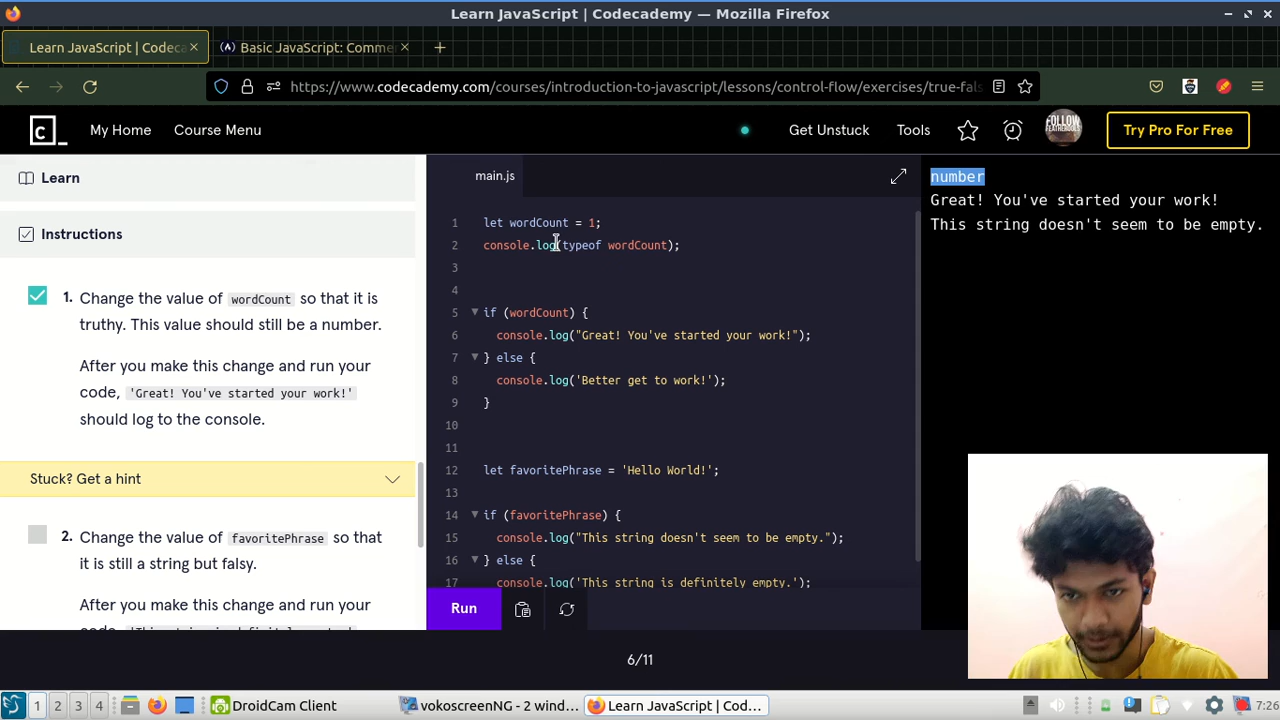 Learn JavaScript | Codecademy — Mozilla Firefox
Learn JavaScript | Codeca
Basic JavaScript: Comme
https://www.codecademy.com/courses/introduction-to-javascript/lessons/control-flow/exercises/true-fals
My Home
Course Menu
Get Unstuck
Tools
Try Pro For Free
FOLLOW
Learn
Instructions
1. Change the value of wordCount so that it is
truthy. This value should still be a number.
After you make this change and run your
code, 'Great! You've started your work!'
should log to the console.
Stuck? Get a hint
2. Change the value of favoritePhrase so that
it is still a string but falsy.
After you make this change and run your
main.js
1 let wordCount = 1;
2 console.log(typeof wordCount);
3
4
5 if (wordCount) {
6 console.log("Great! You've started your work!");
7 } else {
8 console.log('Better get to work!');
9 }
10
11
12 let favoritePhrase = 'Hello World!';
13
14 if (favoritePhrase) {
15 console.log("This string doesn't seem to be empty.");
16 } else {
17 console.log('This string is definitely empty.');
Run
number
Great! You've started your work!
This string doesn't seem to be empty.
6/11
1 2 3 4
DroidCam Client
vokoscreenNG - 2 wind...
Learn JavaScript | Cod...
7:26